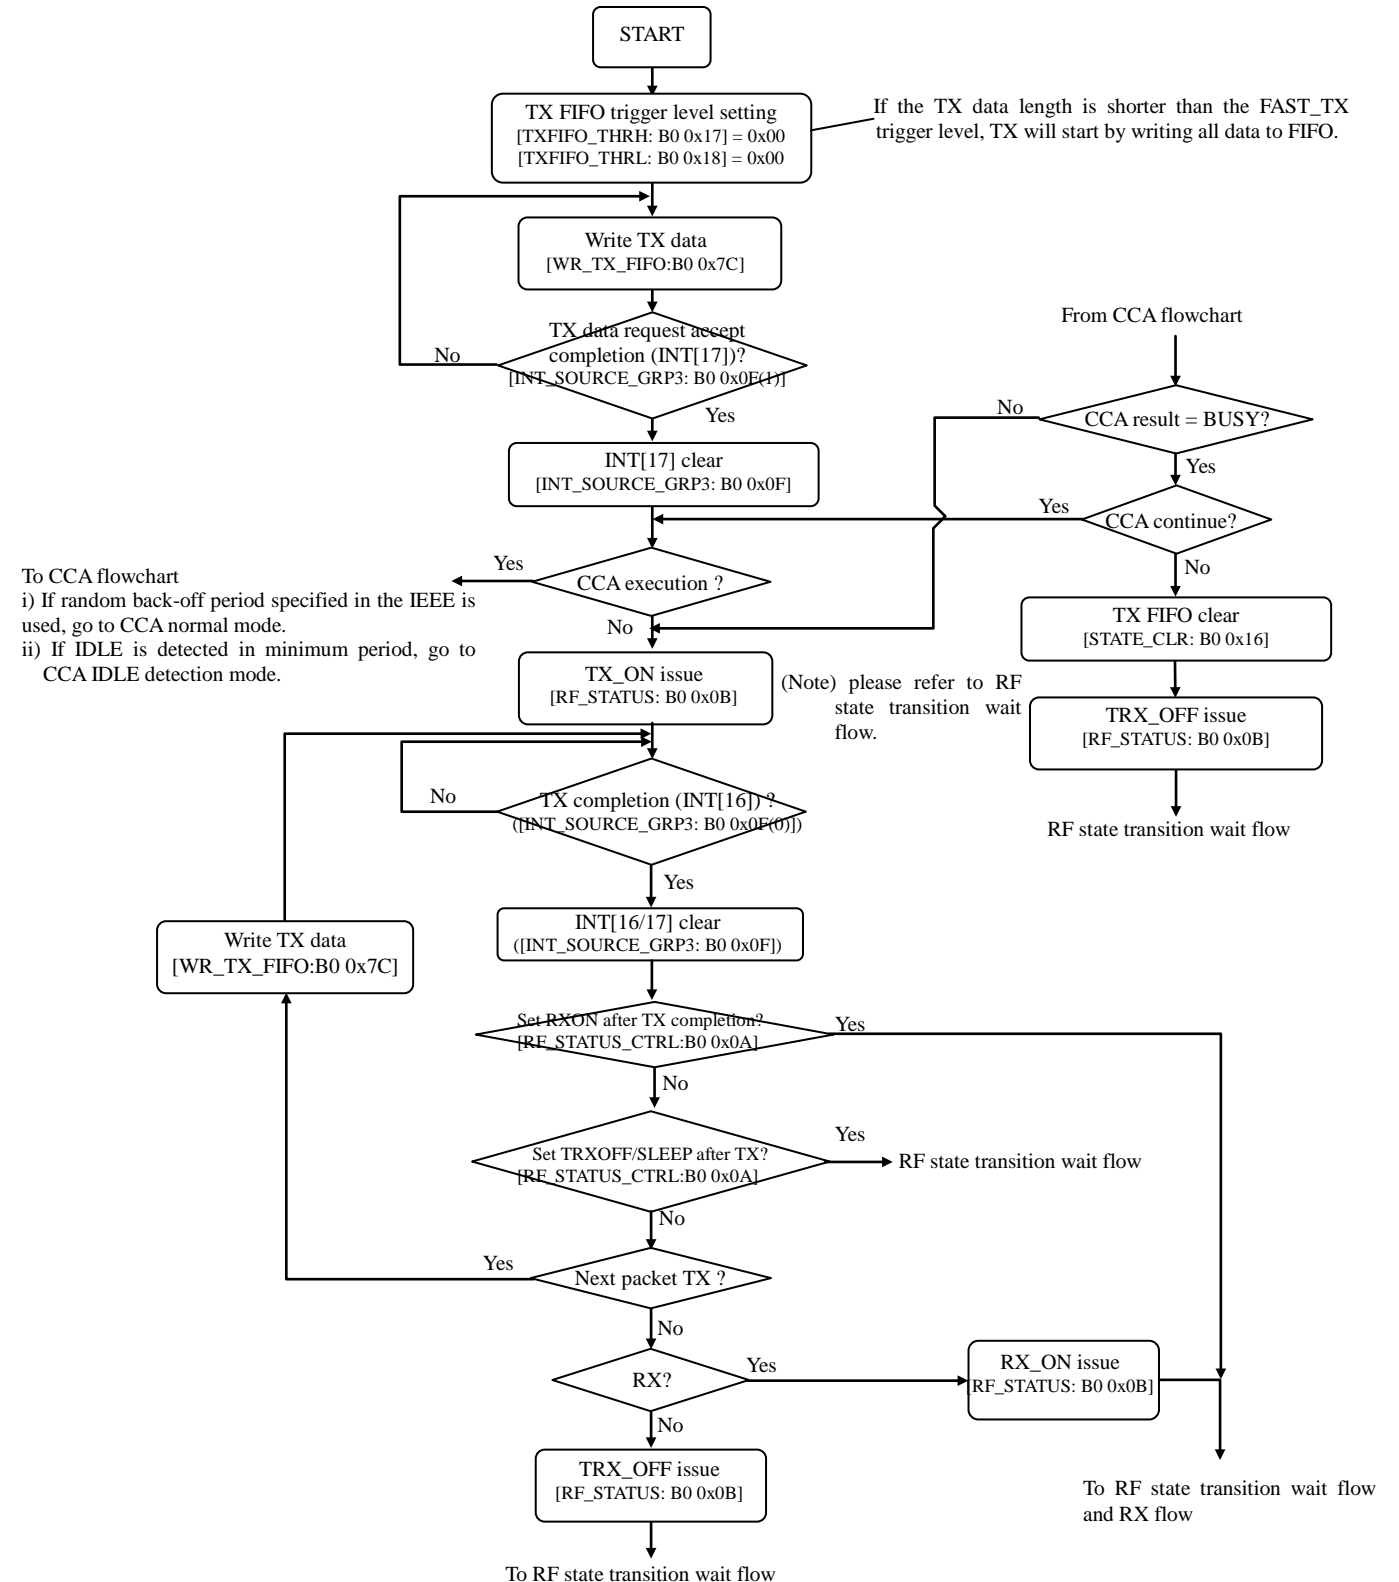 START
TX FIFO trigger level setting
[TXFIFO_THRH: B0 0x17] = 0x00
[TXFIFO_THRL: B0 0x18] = 0x00
If the TX data length is shorter than the FAST_TX
trigger level, TX will start by writing all data to FIFO.
Write TX data
[WR_TX_FIFO:B0 0x7C]
TX data request accept
completion (INT[17])?
[INT_SOURCE_GRP3: B0 0x0F(1)]
No
Yes
INT[17] clear
[INT_SOURCE_GRP3: B0 0x0F]
From CCA flowchart
CCA result = BUSY?
No
Yes
CCA continue?
Yes
No
TX FIFO clear
[STATE_CLR: B0 0x16]
TRX_OFF issue
[RF_STATUS: B0 0x0B]
RF state transition wait flow
CCA execution ?
Yes
No
To CCA flowchart
i) If random back-off period specified in the IEEE is
used, go to CCA normal mode.
ii) If IDLE is detected in minimum period, go to
CCA IDLE detection mode.
TX_ON issue
[RF_STATUS: B0 0x0B]
(Note) please refer to RF
state transition wait
flow.
TX completion (INT[16]) ?
([INT_SOURCE_GRP3: B0 0x0F(0)])
No
Yes
INT[16/17] clear
([INT_SOURCE_GRP3: B0 0x0F])
Write TX data
[WR_TX_FIFO:B0 0x7C]
Set RXON after TX completion?
[RF_STATUS_CTRL:B0 0x0A]
Yes
No
Set TRXOFF/SLEEP after TX?
[RF_STATUS_CTRL:B0 0x0A]
Yes
RF state transition wait flow
No
Next packet TX ?
Yes
No
RX?
Yes
RX_ON issue
[RF_STATUS: B0 0x0B]
No
TRX_OFF issue
[RF_STATUS: B0 0x0B]
To RF state transition wait flow
and RX flow
To RF state transition wait flow